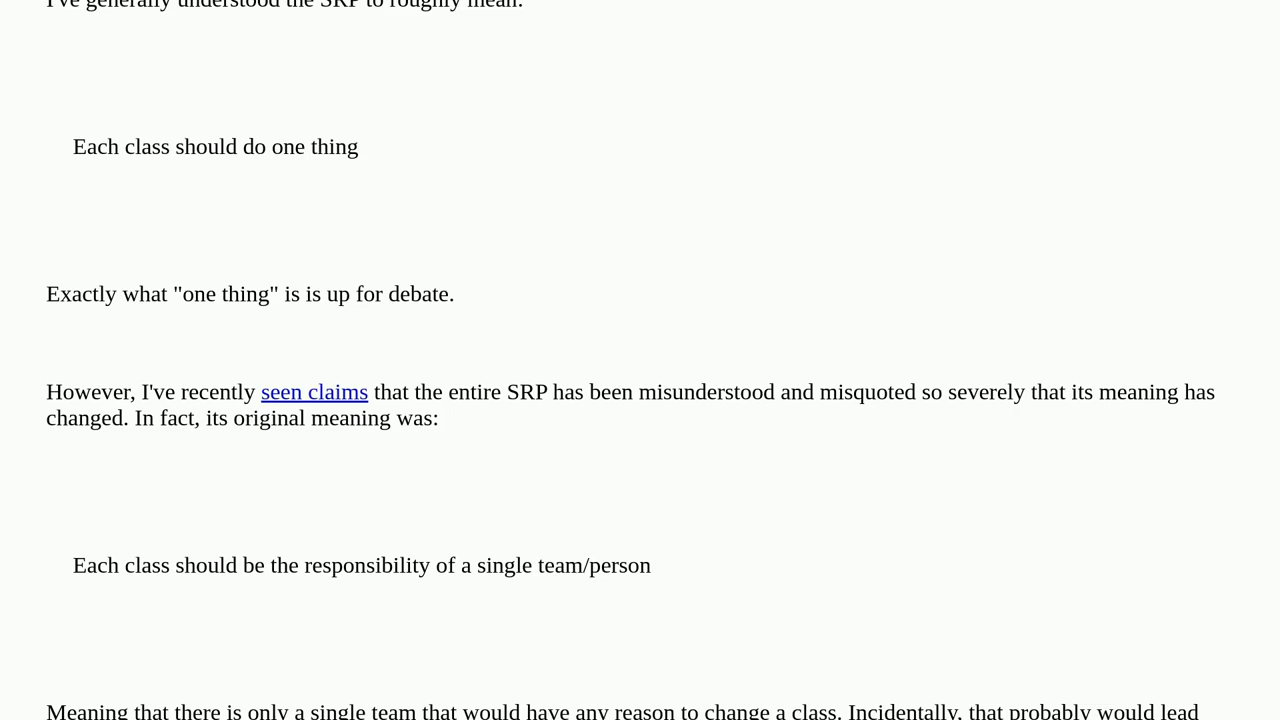 I've generally understood the SRP to roughly mean:
Each class should do one thing
Exactly what "one thing" is is up for debate.
However, I've recently seen claims that the entire SRP has been misunderstood and misquoted so severely that its meaning has
changed. In fact, its original meaning was:
Each class should be the responsibility of a single team/person
Meaning that there is only a single team that would have any reason to change a class. Incidentally, that probably would lead